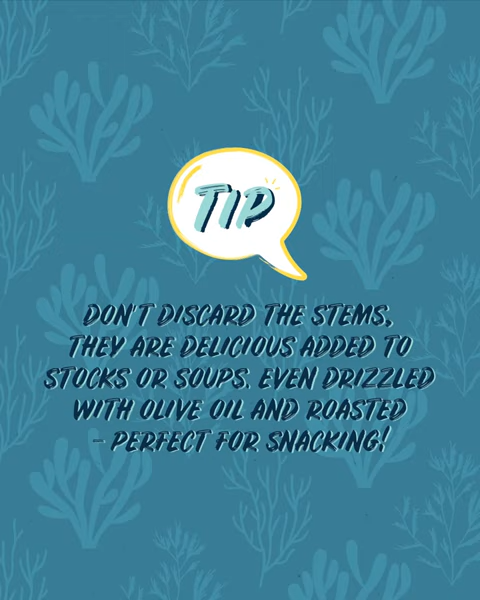 TIP
DON'T DISCARD THE STEMS,
THEY ARE DELICIOUS ADDED TO
STOCKS OR SOUPS. EVEN DRIZZLED
WITH OLIVE OIL AND ROASTED
– PERFECT FOR SNACKING!